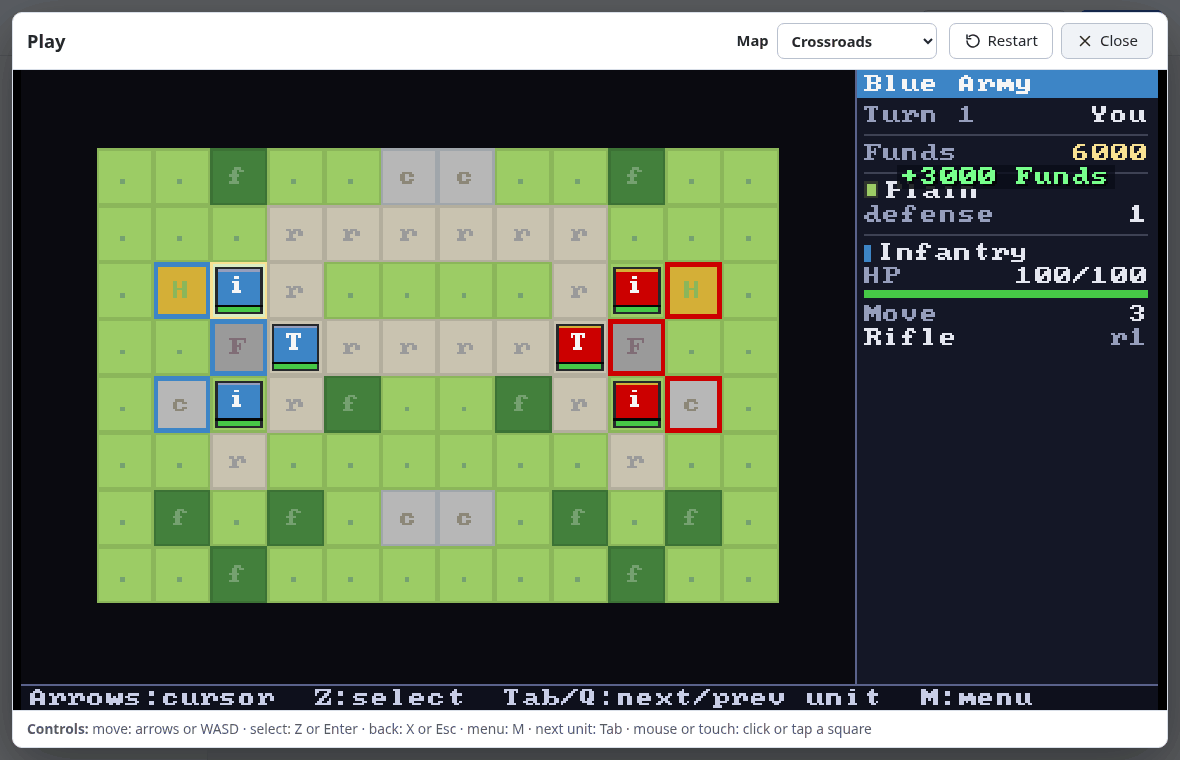 Play
Map Crossroads Restart Close
Blue Army
Turn 1 You
Funds 6000
+3000 Funds
Plain
defense 1
Infantry
HP 100/100
Move 3
Rifle r1
. . f . . c c . . f . .
. . . r r r r r r . . .
. H i r . . . . r i H .
. . F T r r r r T F . .
. c i r f . . f r i c .
. . r . . . . . . r . .
. f . f . c c . f . f .
. . f . . . . . . f . .
Arrows:cursor Z:select Tab/Q:next/prev unit M:menu
Controls: move: arrows or WASD · select: Z or Enter · back: X or Esc · menu: M · next unit: Tab · mouse or touch: click or tap a square